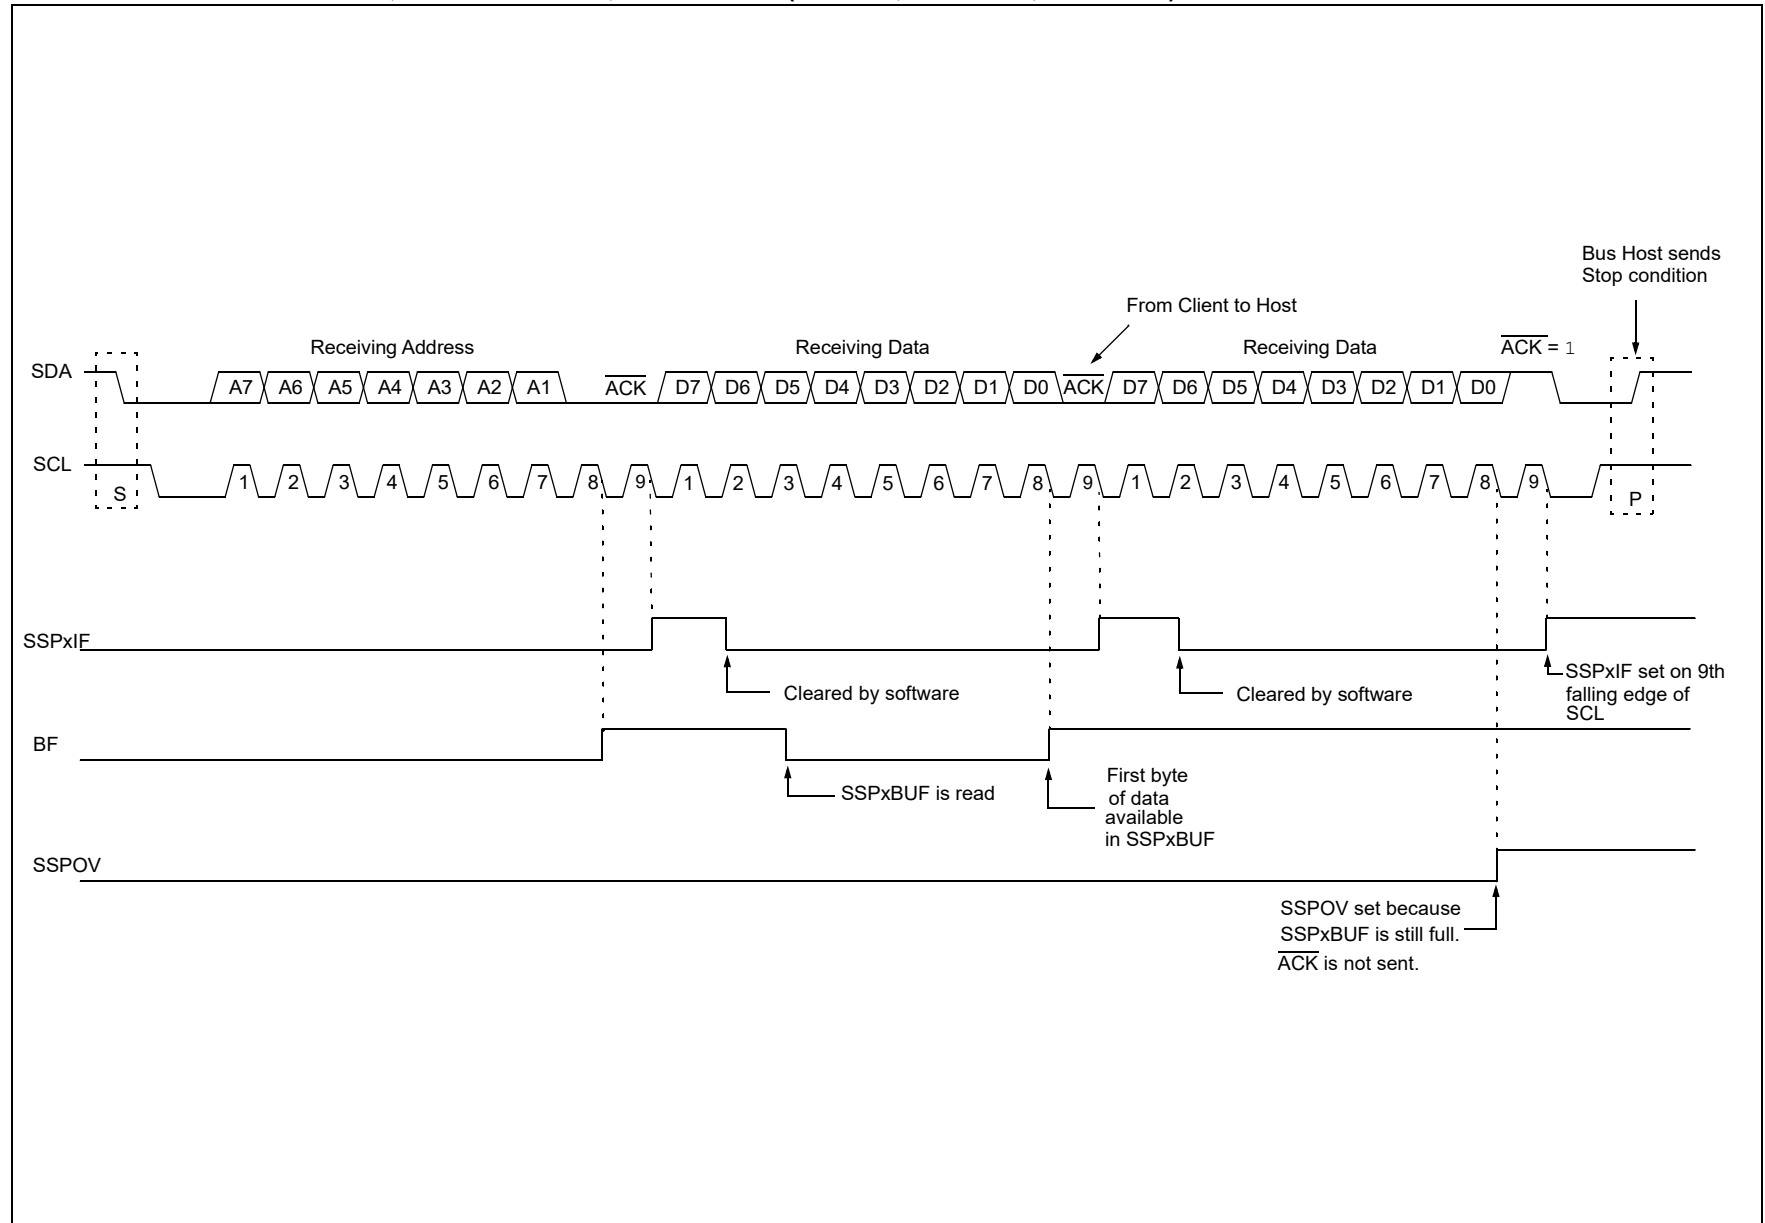 Bus Host sends
Stop condition
From Client to Host
Receiving Address
Receiving Data
Receiving Data
ACK = 1
SDA
A7 A6 A5 A4 A3 A2 A1 ACK D7 D6 D5 D4 D3 D2 D1 D0 ACK D7 D6 D5 D4 D3 D2 D1 D0
SCL
S
1 2 3 4 5 6 7 8 9 1 2 3 4 5 6 7 8 9 1 2 3 4 5 6 7 8 9
P
SSPxIF
Cleared by software
Cleared by software
SSPxIF set on 9th
falling edge of
SCL
BF
SSPxBUF is read
First byte
of data
available
in SSPxBUF
SSPOV
SSPOV set because
SSPxBUF is still full.
ACK is not sent.